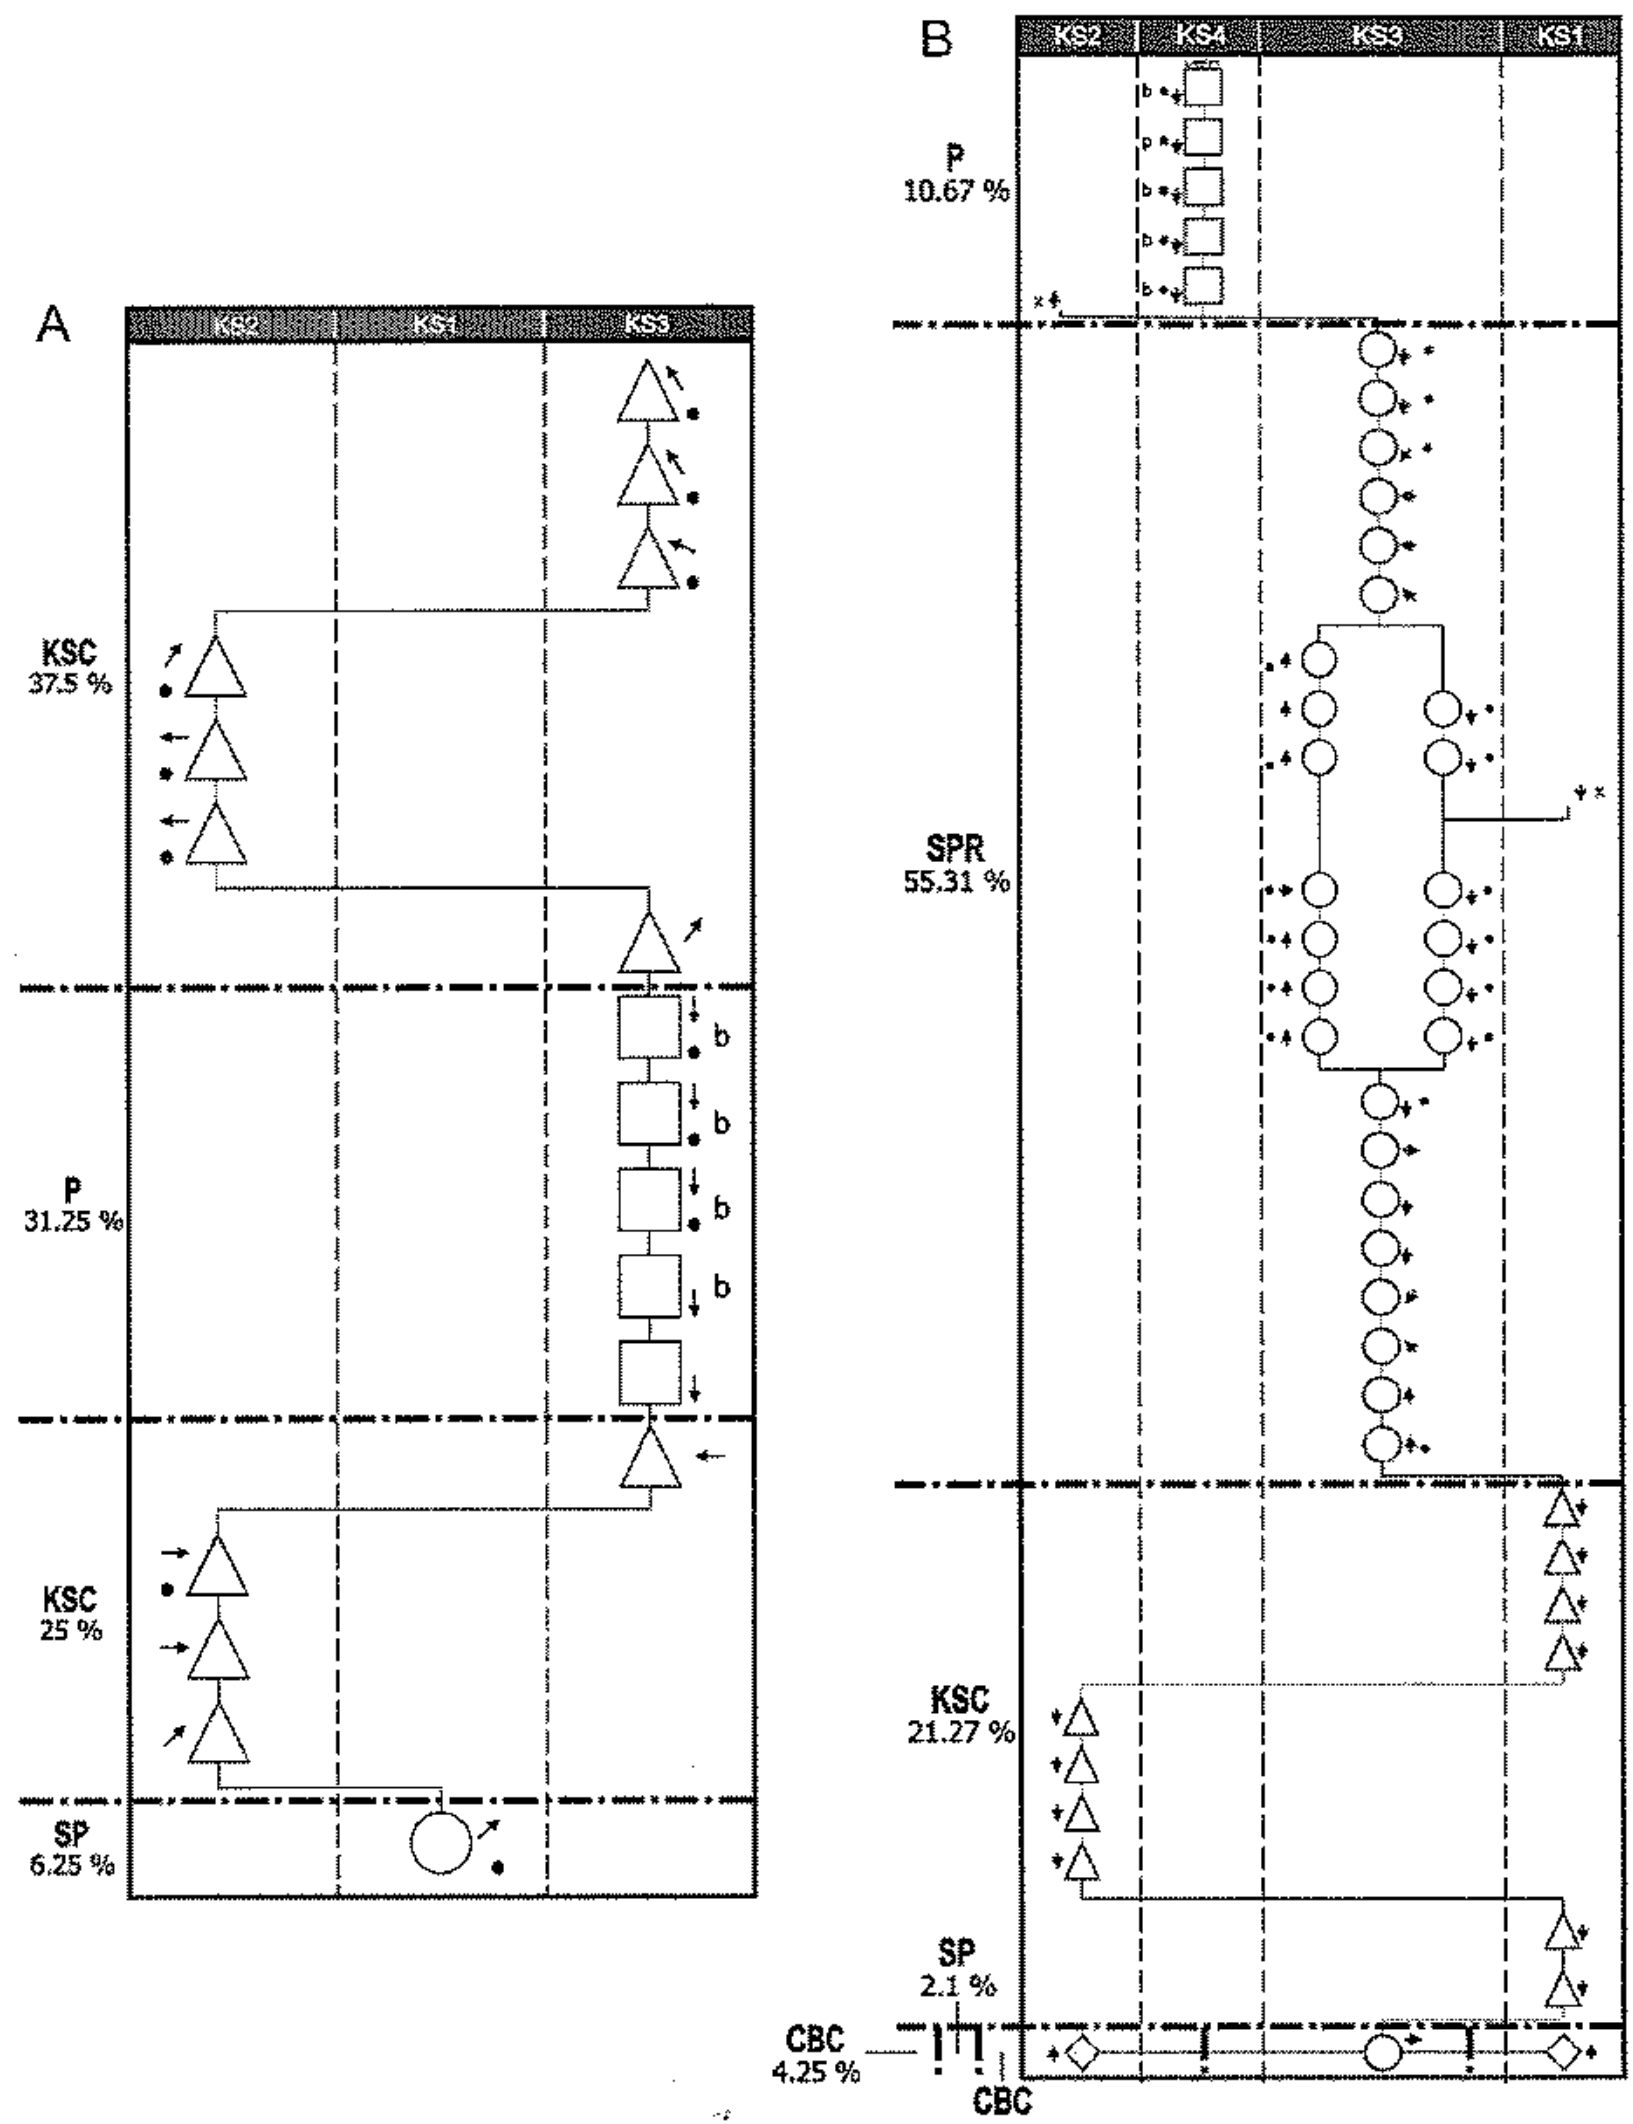 A
KS2 KS1 KS3
KSC
37.5 %
b
b
P
31.25 %
b
b
KSC
25 %
SP
6.25 %
B
KS2 KS4 KS3 KS1
b
p
P
10.67 %
b
b
b
x
x
SPR
55.31 %
KSC
21.27 %
SP
2.1 %
CBC
4.25 %
CBC